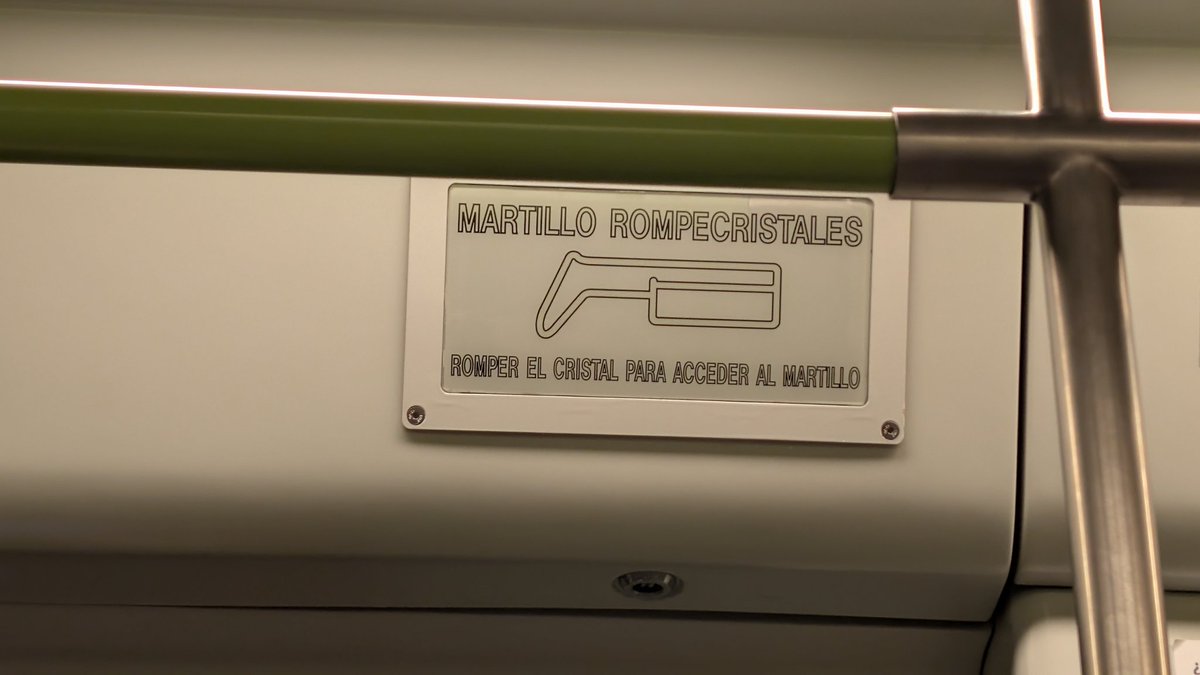 MARTILLO ROMPECRISTALES
ROMPER EL CRISTAL PARA ACCEDER AL MARTILLO